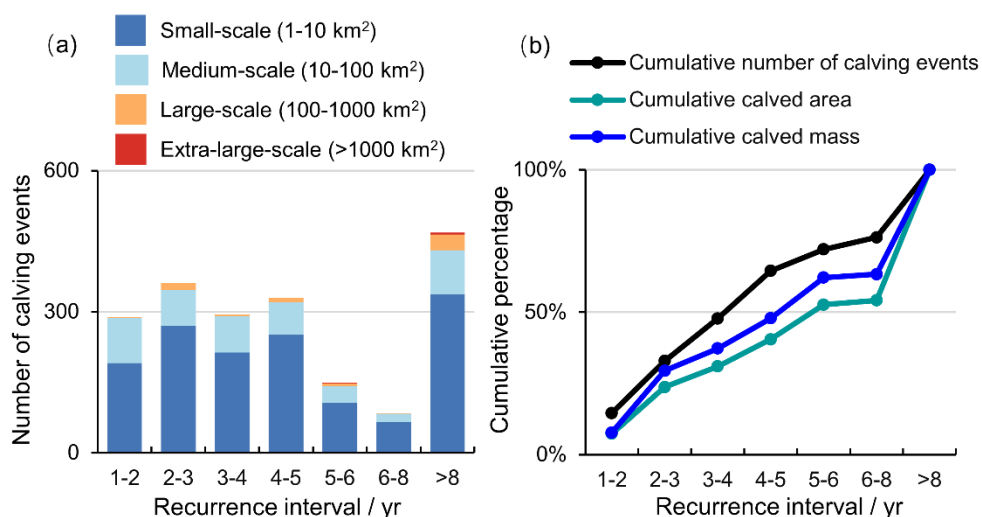 (a)
Small-scale (1-10 km²)
Medium-scale (10-100 km²)
Large-scale (100-1000 km²)
Extra-large-scale (>1000 km²)
600
300
0
Number of calving events
1-2 2-3 3-4 4-5 5-6 6-8 >8
Recurrence interval / yr
(b)
Cumulative number of calving events
Cumulative calved area
Cumulative calved mass
100%
50%
0%
Cumulative percentage
1-2 2-3 3-4 4-5 5-6 6-8 >8
Recurrence interval / yr